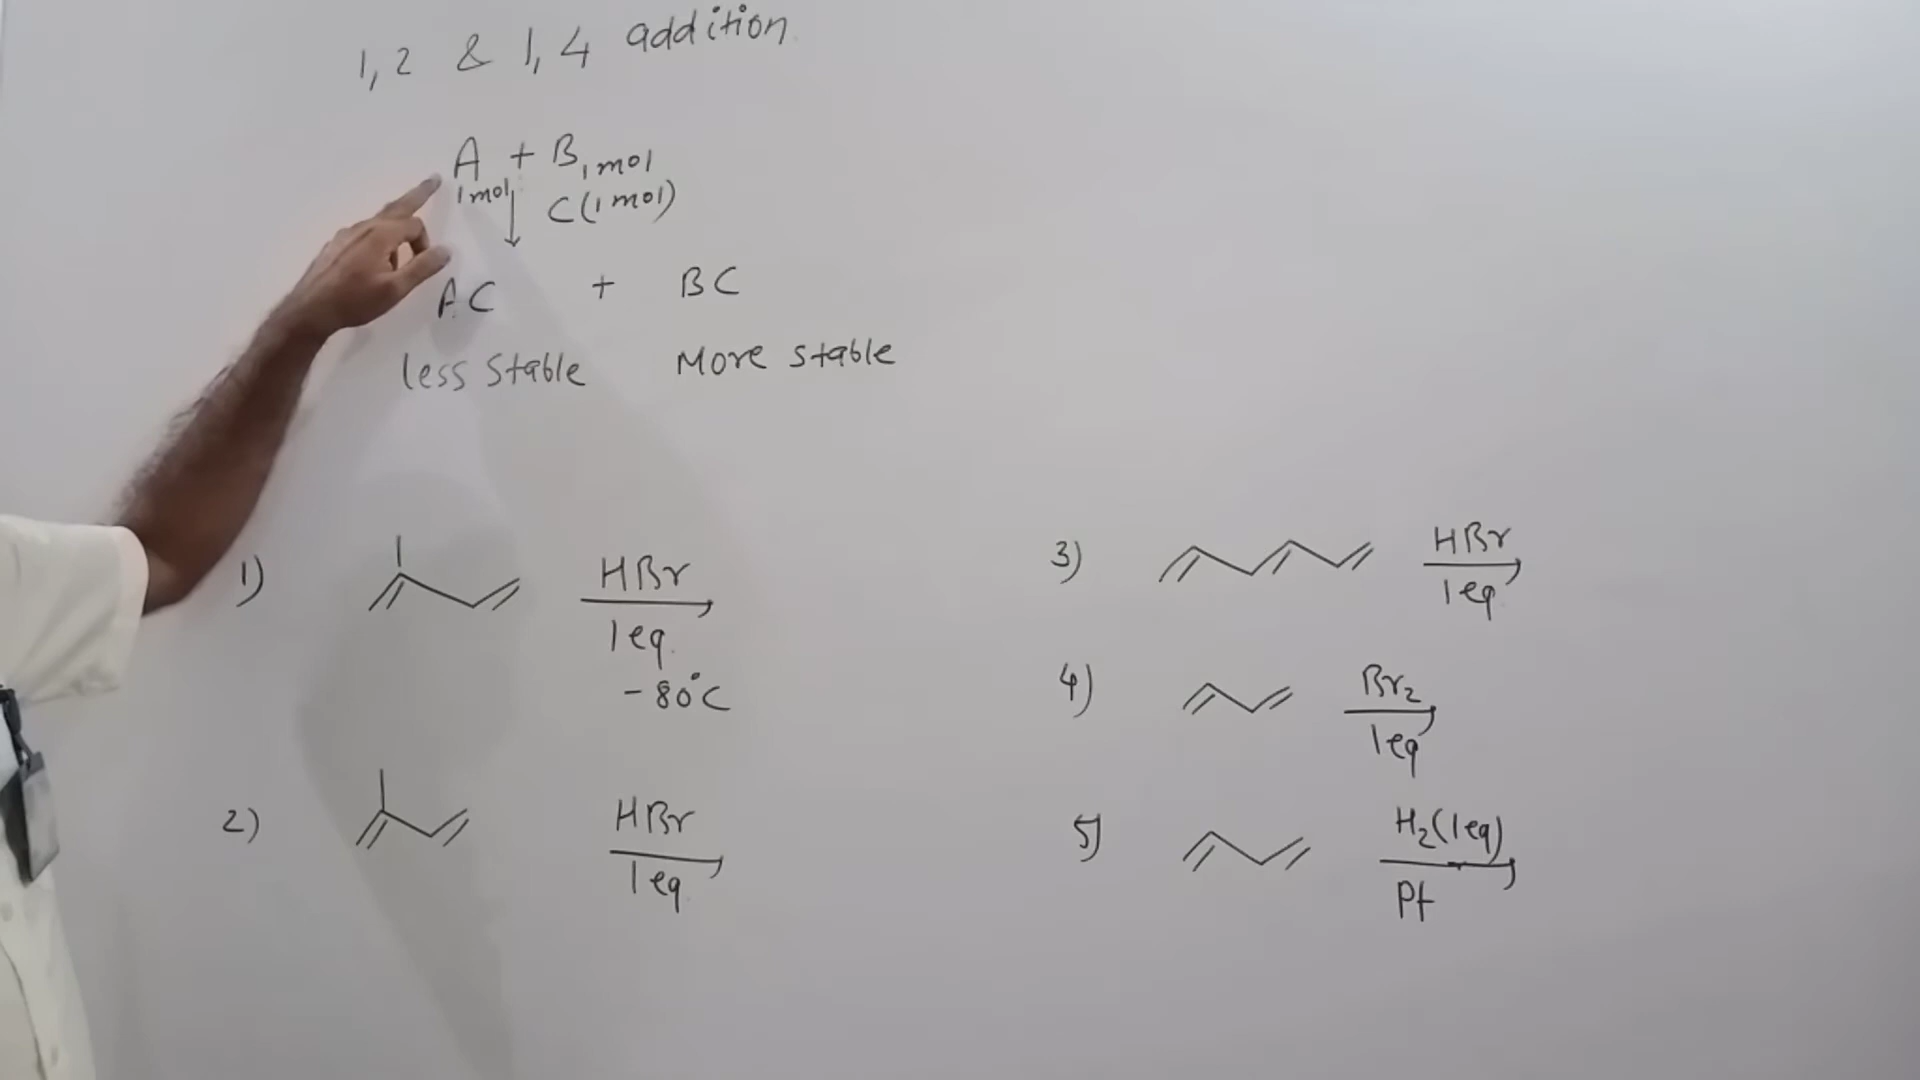 1,2 & 1,4 addition
A + B 1mol
1mol C(1mol)
AC + BC
less stable More stable
1) HBr
1eq.
-80°C
2) HBr
1eq.
3) HBr
1eq.
4) Br₂
1eq
5) H₂(1eq)
Pt